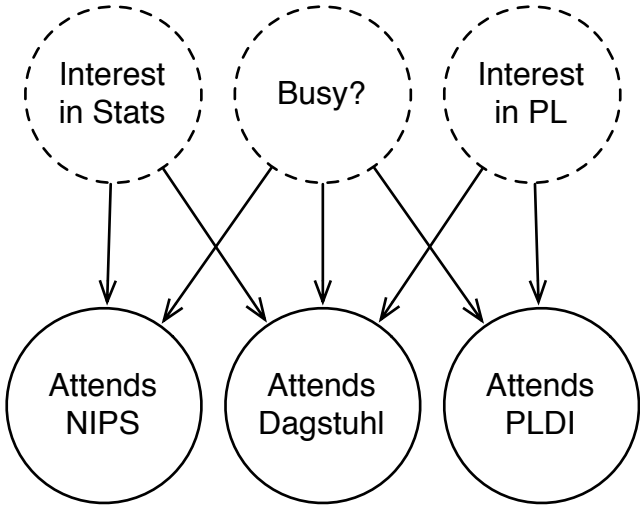 Interest
in Stats
Busy?
Interest
in PL
Attends
NIPS
Attends
Dagstuhl
Attends
PLDI